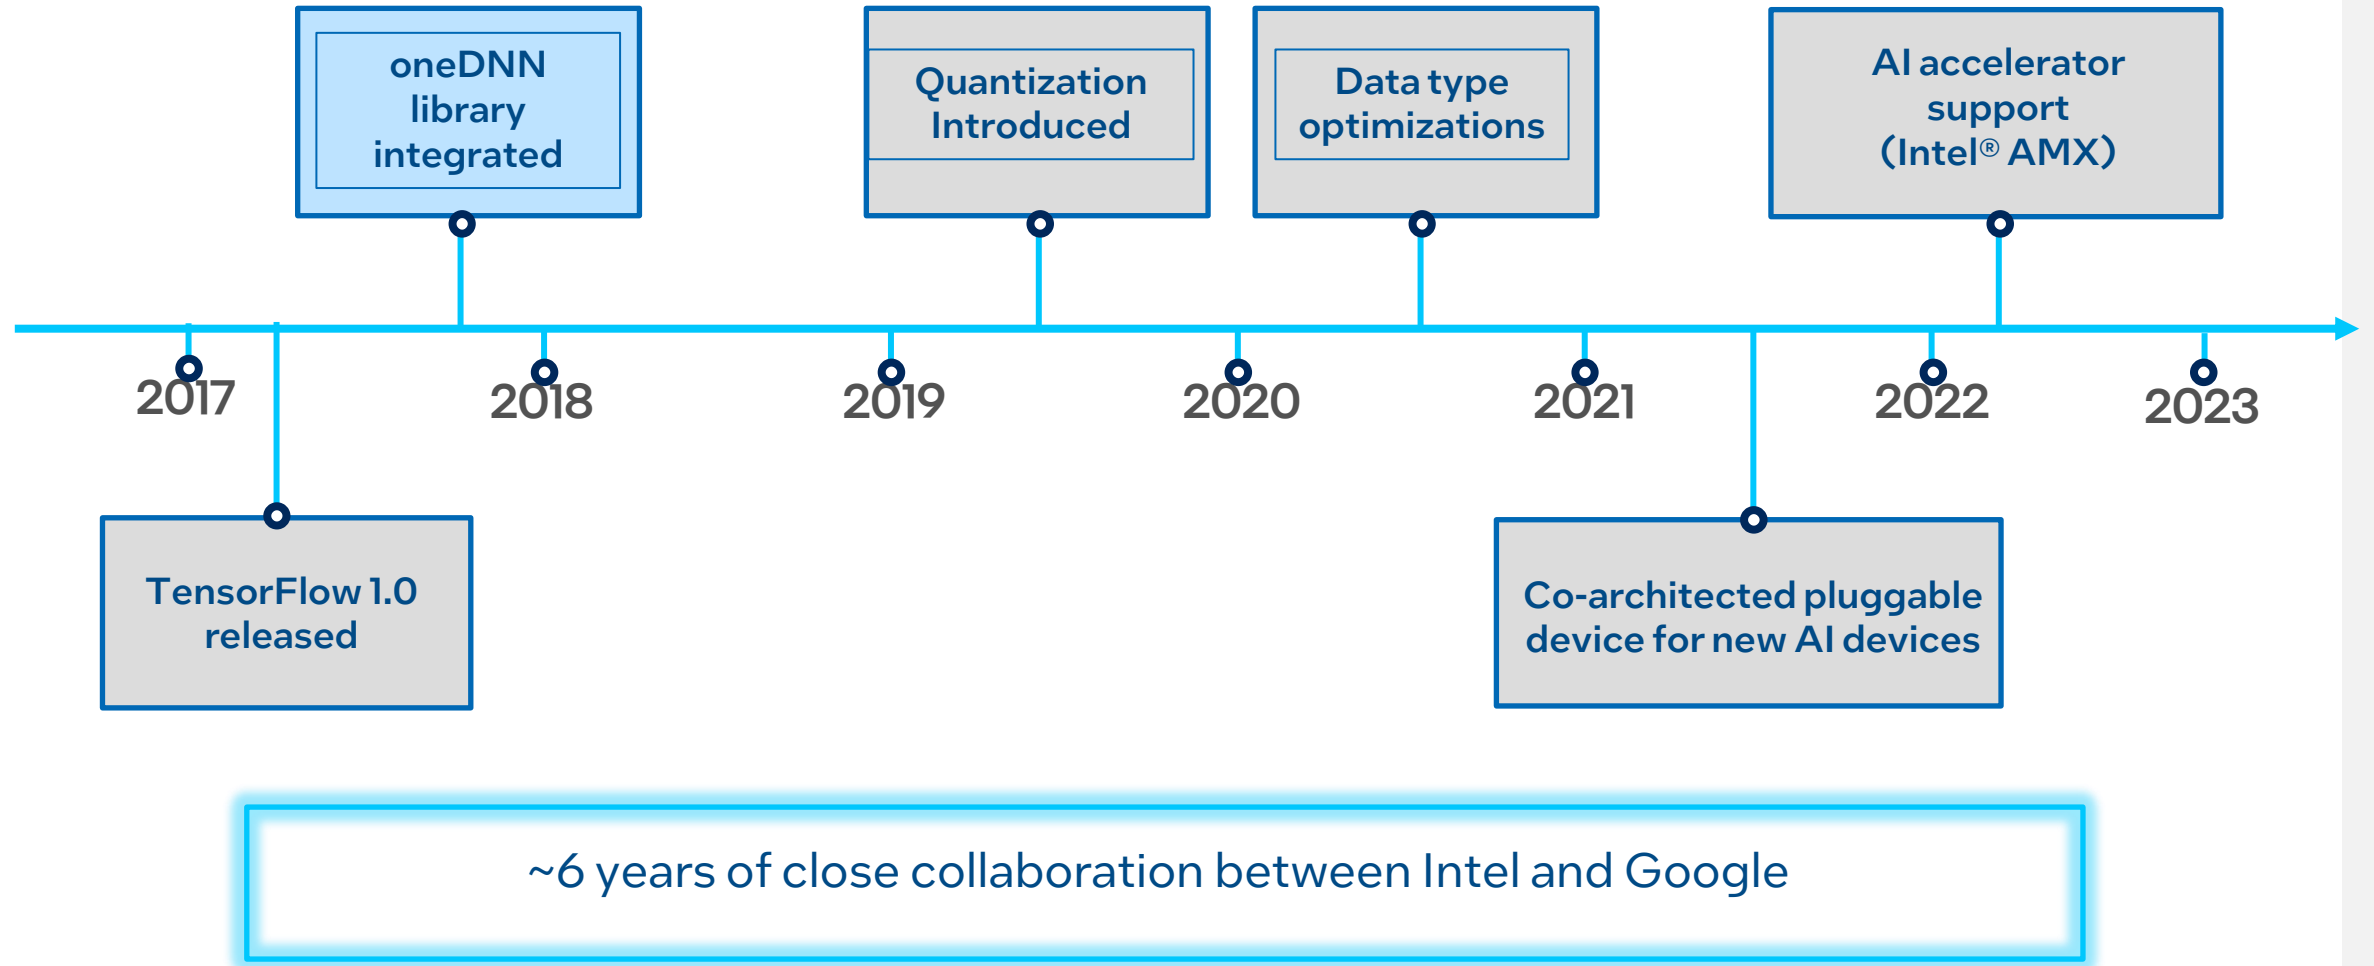 oneDNN
library
integrated
Quantization
Introduced
Data type
optimizations
AI accelerator
support
(Intel® AMX)
2017
2018
2019
2020
2021
2022
2023
TensorFlow 1.0
released
Co-architected pluggable
device for new AI devices
~6 years of close collaboration between Intel and Google